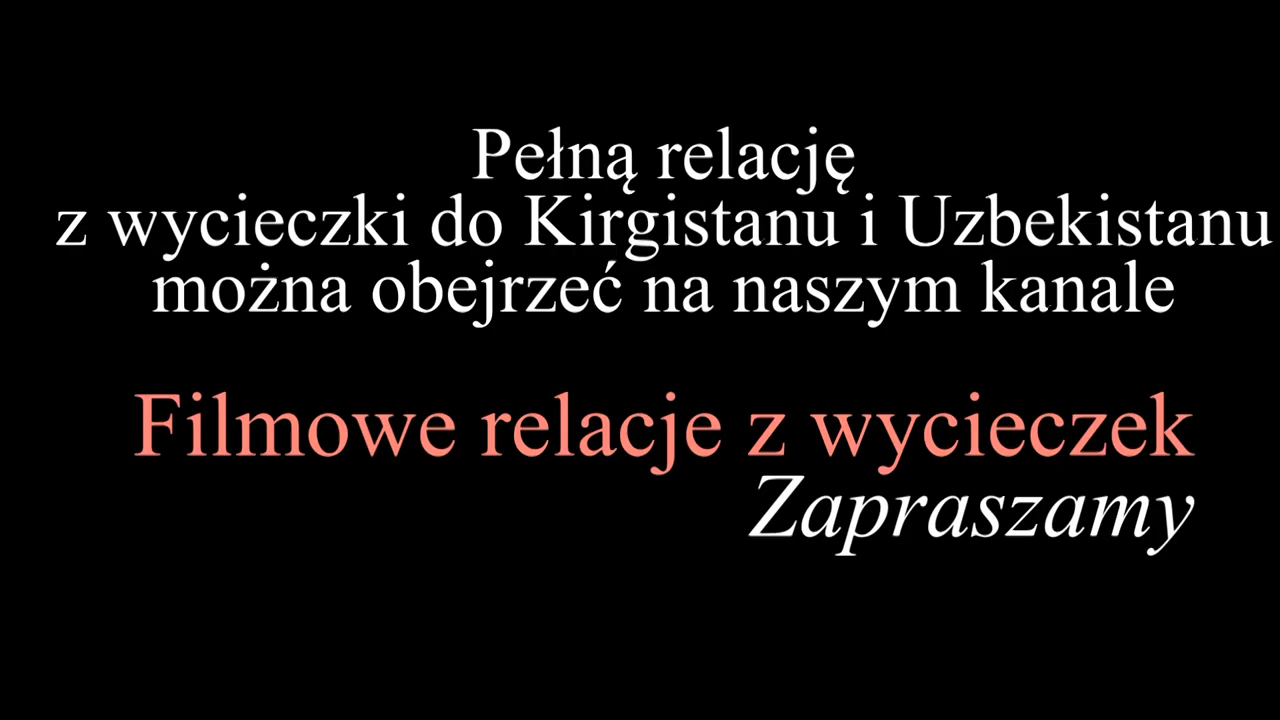 Pełną relację
z wycieczki do Kirgistanu i Uzbekistanu
można obejrzeć na naszym kanale
Filmowe relacje z wycieczek
Zapraszamy